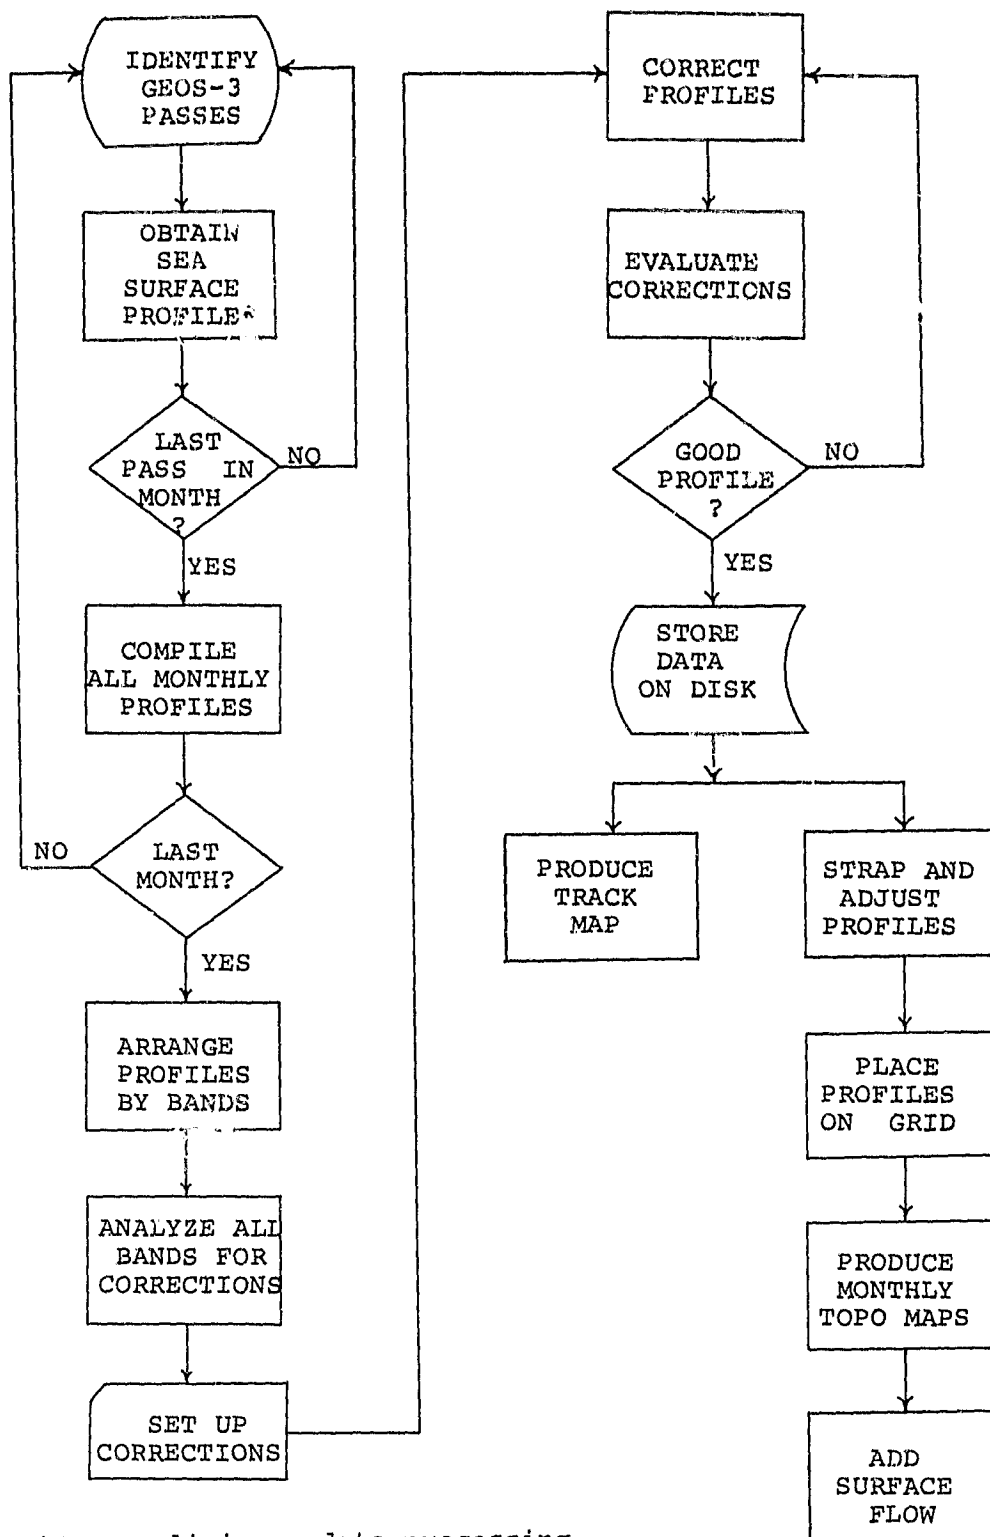 IDENTIFY
GEOS-3
PASSES
OBTAIN
SEA
SURFACE
PROFILE*
LAST
PASS IN
MONTH
?
NO
YES
COMPILE
ALL MONTHLY
PROFILES
LAST
MONTH?
NO
YES
ARRANGE
PROFILES
BY BANDS
ANALYZE ALL
BANDS FOR
CORRECTIONS
SET UP
CORRECTIONS
CORRECT
PROFILES
EVALUATE
CORRECTIONS
GOOD
PROFILE
?
NO
YES
STORE
DATA
ON DISK
PRODUCE
TRACK
MAP
STRAP AND
ADJUST
PROFILES
PLACE
PROFILES
ON GRID
PRODUCE
MONTHLY
TOPO MAPS
ADD
SURFACE
FLOW